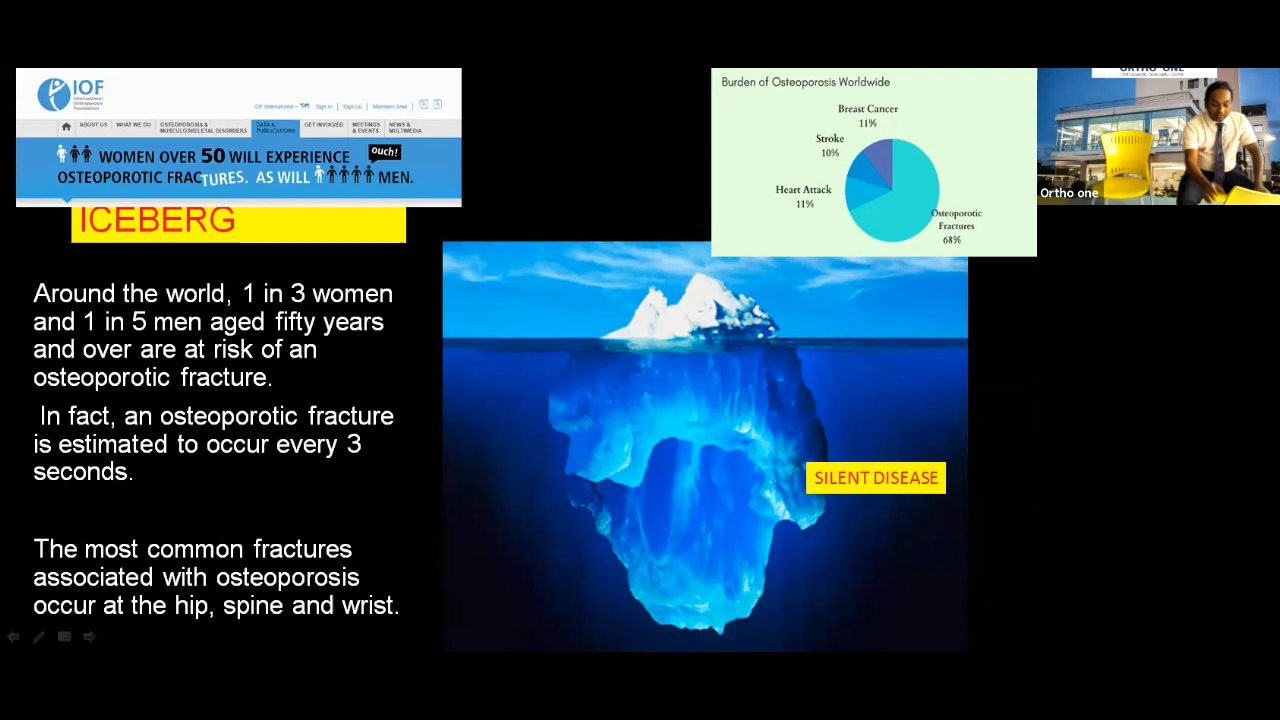 IOF
International
Osteoporosis
Foundation
IOF International
Sign In
Sign Up
Members Area
ABOUT US
WHAT WE DO
OSTEOPOROSIS &
MUSCULOSKELETAL DISORDERS
DATA &
PUBLICATIONS
GET INVOLVED
MEETINGS
& EVENTS
NEWS &
MULTIMEDIA
WOMEN OVER 50 WILL EXPERIENCE
Ouch!
OSTEOPOROTIC FRACTURES. AS WILL MEN.
ICEBERG
Around the world, 1 in 3 women
and 1 in 5 men aged fifty years
and over are at risk of an
osteoporotic fracture.
In fact, an osteoporotic fracture
is estimated to occur every 3
seconds.
The most common fractures
associated with osteoporosis
occur at the hip, spine and wrist.
SILENT DISEASE
Burden of Osteoporosis Worldwide
Breast Cancer
11%
Stroke
10%
Heart Attack
11%
Osteoporotic
Fractures
68%
ORTHO-ONE
Orthopaedic Speciality Centre
Ortho one